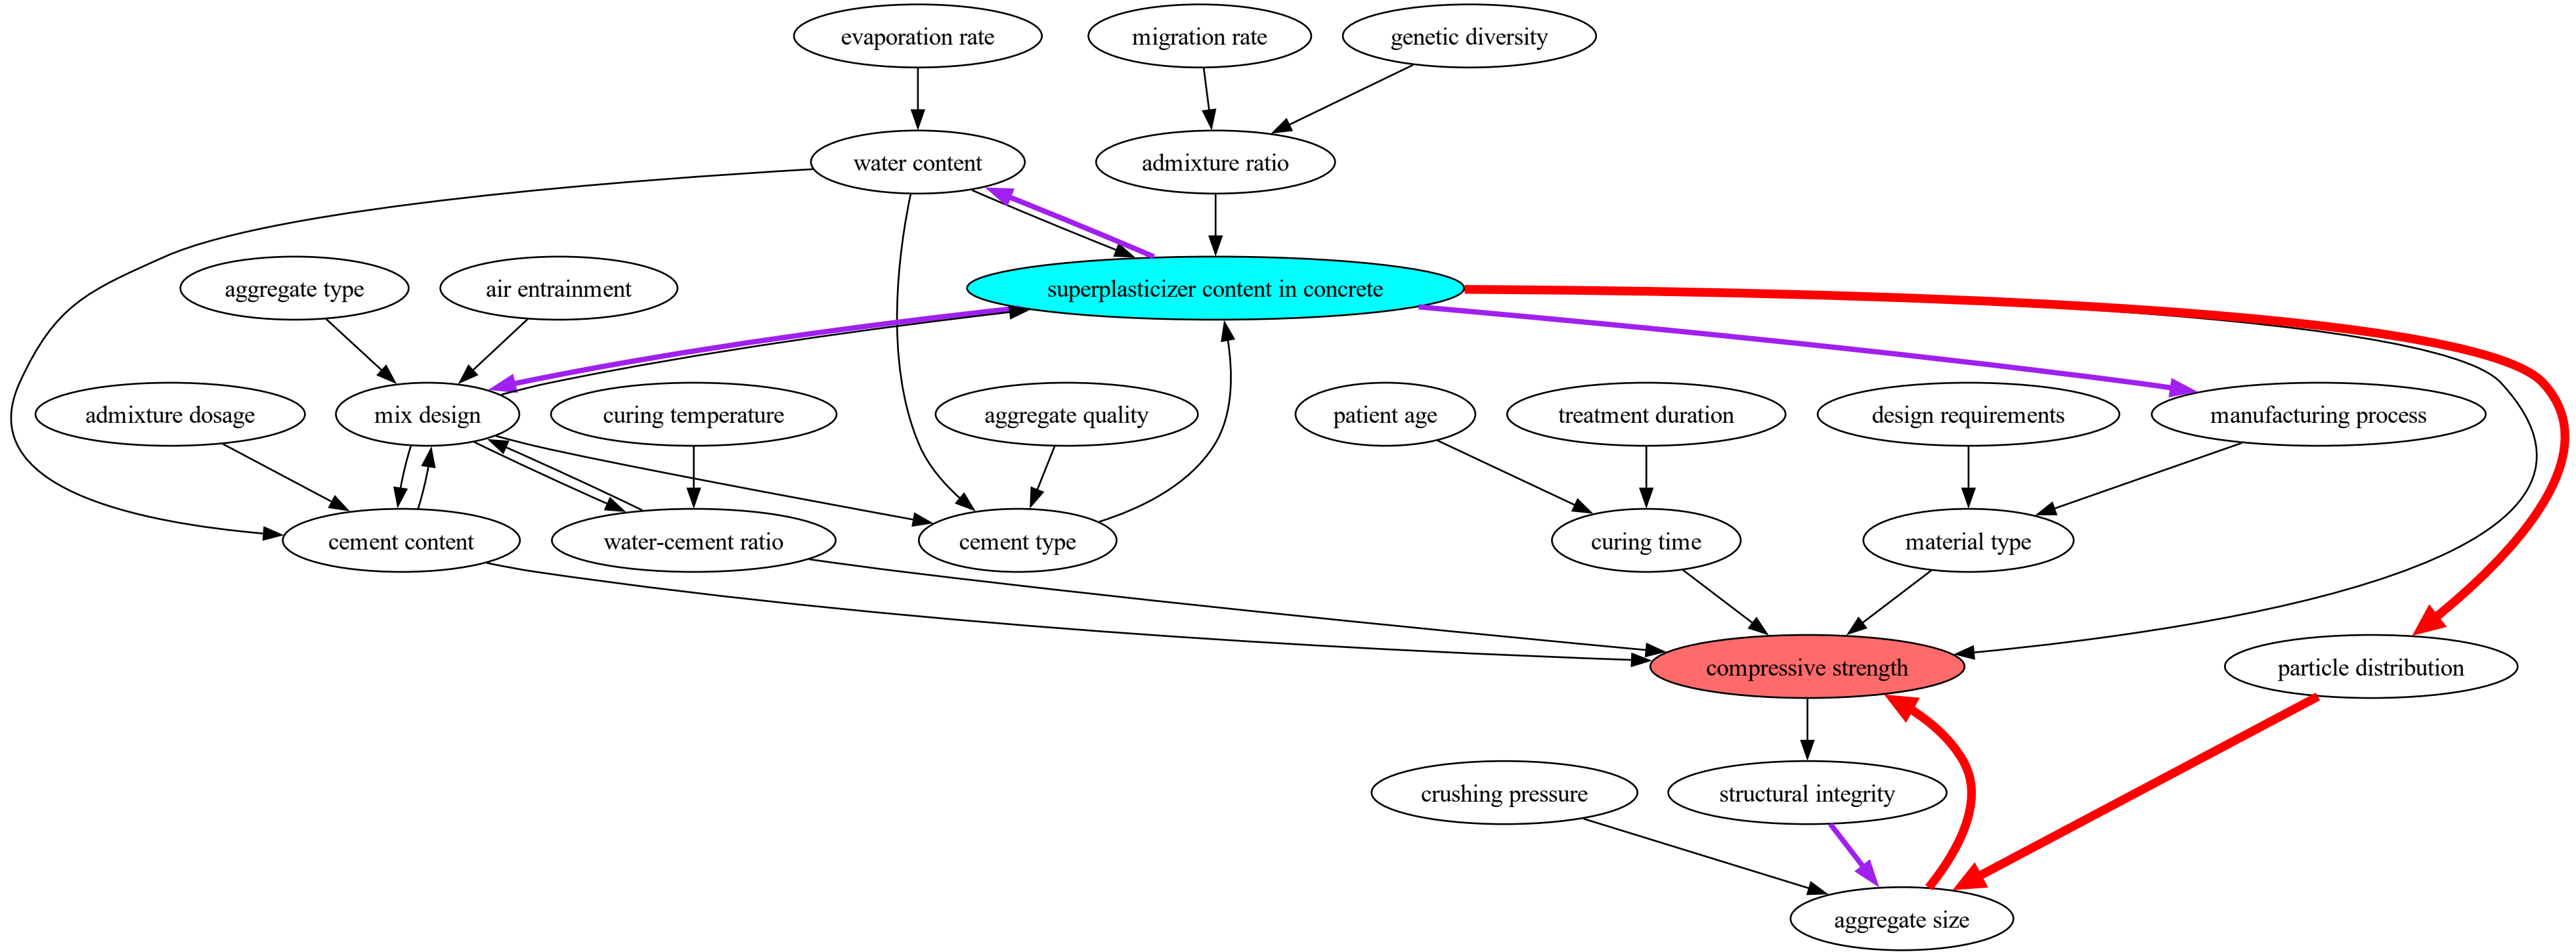 evaporation rate
migration rate
genetic diversity
water content
admixture ratio
aggregate type
air entrainment
superplasticizer content in concrete
admixture dosage
mix design
curing temperature
aggregate quality
patient age
treatment duration
design requirements
manufacturing process
cement content
water-cement ratio
cement type
curing time
material type
compressive strength
particle distribution
crushing pressure
structural integrity
aggregate size